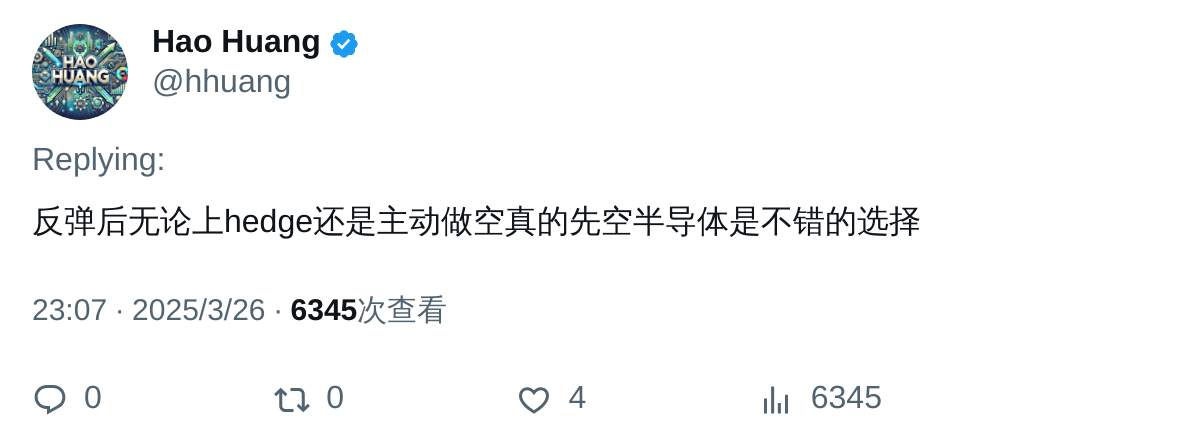 HAO
HUANG
Hao Huang
@hhuang
Replying:
反弹后无论上hedge还是主动做空真的先空半导体是不错的选择
23:07 · 2025/3/26 · 6345次查看
0 0 4 6345